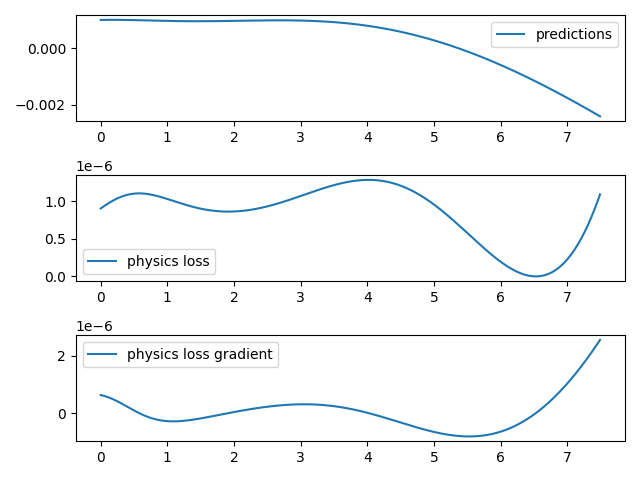 predictions
0.000
−0.002
0 1 2 3 4 5 6 7
1e−6
1.0
0.5
0.0
physics loss
0 1 2 3 4 5 6 7
1e−6
physics loss gradient
2
0
0 1 2 3 4 5 6 7